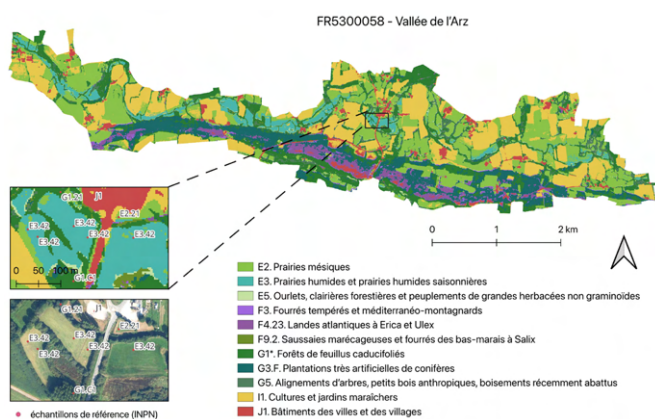 FR5300058 - Vallée de l'Arz
G1.21
J1
E2.21
E3.42
E3.42
E3.42
E3.42
G1.C1
0 50 100 m
G1.21
J1
E2.21
E3.42
E3.42
E3.42
E3.42
G1.C1
échantillons de référence (INPN)
0 1 2 km
E2. Prairies mésiques
E3. Prairies humides et prairies humides saisonnières
E5. Ourlets, clairières forestières et peuplements de grandes herbacées non graminoïdes
F3. Fourrés tempérés et méditerranéo-montagnards
F4.23. Landes atlantiques à Erica et Ulex
F9.2. Saussaies marécageuses et fourrés des bas-marais à Salix
G1*. Forêts de feuillus caducifoliés
G3.F. Plantations très artificielles de conifères
G5. Alignements d'arbres, petits bois anthropiques, boisements récemment abattus
I1. Cultures et jardins maraîchers
J1. Bâtiments des villes et des villages